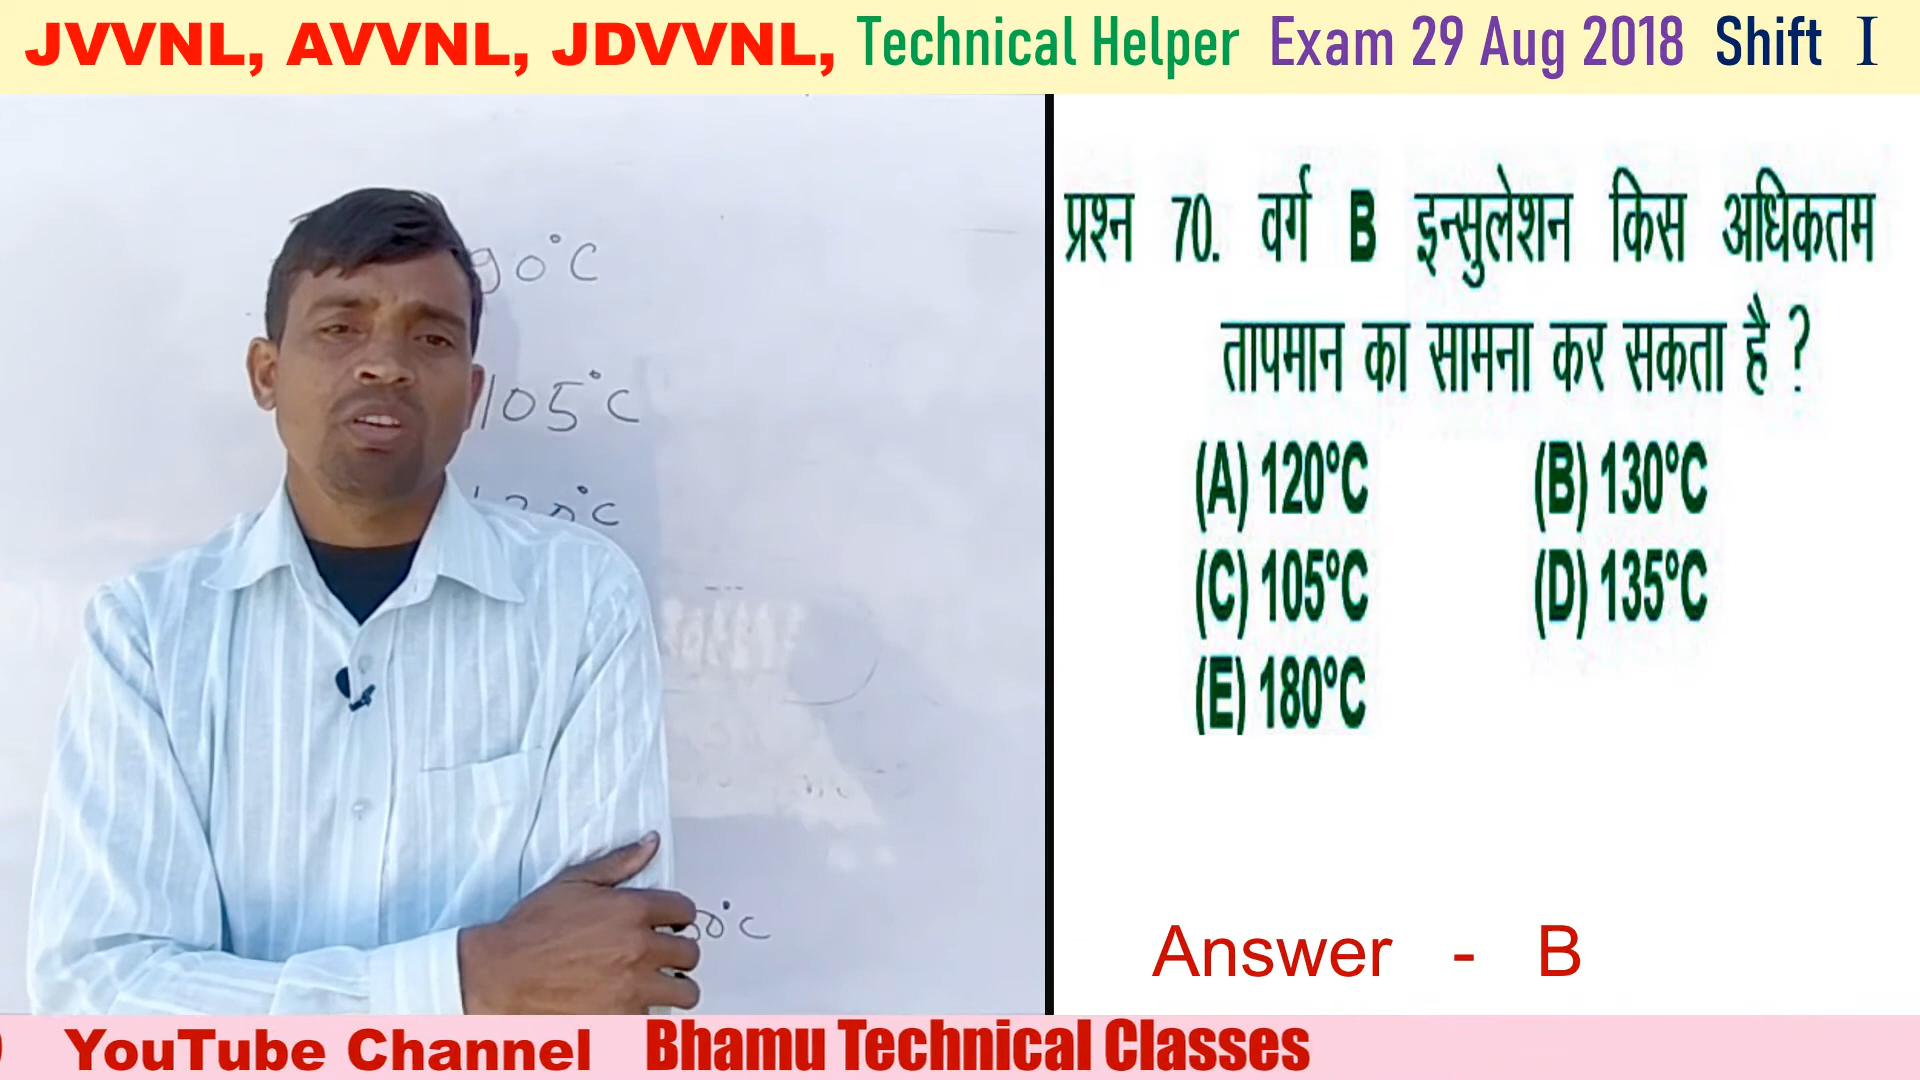 JVVNL, AVVNL, JDVVNL, Technical Helper Exam 29 Aug 2018 Shift I
90°C
105°C
प्रश्न 70. वर्ग B इन्सुलेशन किस अधिकतम
तापमान का सामना कर सकता है ?
(A) 120°C (B) 130°C
(C) 105°C (D) 135°C
(E) 180°C
Answer - B
YouTube Channel Bhamu Technical Classes